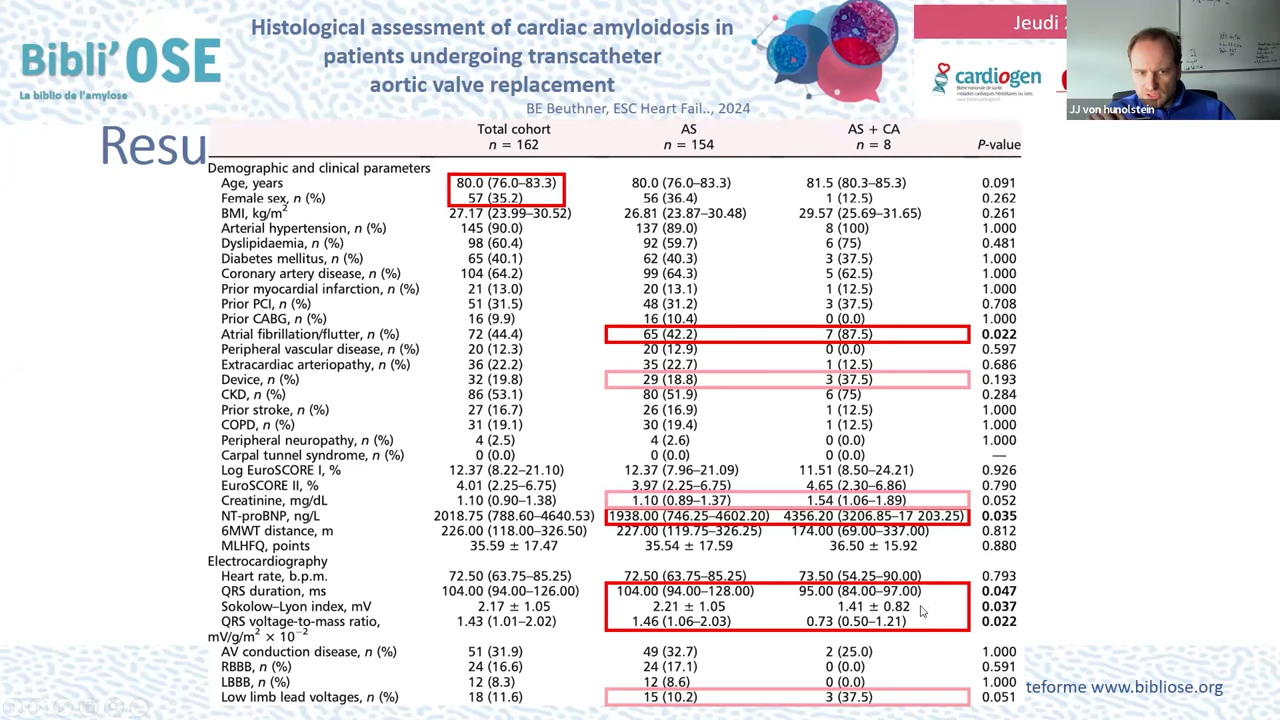 Bibli'OSE
La biblio de l'amylose
Histological assessment of cardiac amyloidosis in
patients undergoing transcatheter
aortic valve replacement
BE Beuthner, ESC Heart Fail.., 2024
Jeudi 2
cardiogen
JJ von hunolstein
Resu
Total cohort AS AS + CA
n = 162 n = 154 n = 8 P-value
Demographic and clinical parameters
Age, years 80.0 (76.0–83.3) 80.0 (76.0–83.3) 81.5 (80.3–85.3) 0.091
Female sex, n (%) 57 (35.2) 56 (36.4) 1 (12.5) 0.262
BMI, kg/m2 27.17 (23.99–30.52) 26.81 (23.87–30.48) 29.57 (25.69–31.65) 0.261
Arterial hypertension, n (%) 145 (90.0) 137 (89.0) 8 (100) 1.000
Dyslipidaemia, n (%) 98 (60.4) 92 (59.7) 6 (75) 0.481
Diabetes mellitus, n (%) 65 (40.1) 62 (40.3) 3 (37.5) 1.000
Coronary artery disease, n (%) 104 (64.2) 99 (64.3) 5 (62.5) 1.000
Prior myocardial infarction, n (%) 21 (13.0) 20 (13.1) 1 (12.5) 1.000
Prior PCI, n (%) 51 (31.5) 48 (31.2) 3 (37.5) 0.708
Prior CABG, n (%) 16 (9.9) 16 (10.4) 0 (0.0) 1.000
Atrial fibrillation/flutter, n (%) 72 (44.4) 65 (42.2) 7 (87.5) 0.022
Peripheral vascular disease, n (%) 20 (12.3) 20 (12.9) 0 (0.0) 0.597
Extracardiac arteriopathy, n (%) 36 (22.2) 35 (22.7) 1 (12.5) 0.686
Device, n (%) 32 (19.8) 29 (18.8) 3 (37.5) 0.193
CKD, n (%) 86 (53.1) 80 (51.9) 6 (75) 0.284
Prior stroke, n (%) 27 (16.7) 26 (16.9) 1 (12.5) 1.000
COPD, n (%) 31 (19.1) 30 (19.4) 1 (12.5) 1.000
Peripheral neuropathy, n (%) 4 (2.5) 4 (2.6) 0 (0.0) 1.000
Carpal tunnel syndrome, n (%) 0 (0.0) 0 (0.0) 0 (0.0) —
Log EuroSCORE I, % 12.37 (8.22–21.10) 12.37 (7.96–21.09) 11.51 (8.50–24.21) 0.926
EuroSCORE II, % 4.01 (2.25–6.75) 3.97 (2.25–6.75) 4.65 (2.30–6.86) 0.790
Creatinine, mg/dL 1.10 (0.90–1.38) 1.10 (0.89–1.37) 1.54 (1.06–1.89) 0.052
NT-proBNP, ng/L 2018.75 (788.60–4640.53) 1938.00 (746.25–4602.20) 4356.20 (3206.85–17 203.25) 0.035
6MWT distance, m 226.00 (118.00–326.50) 227.00 (119.75–326.25) 174.00 (69.00–337.00) 0.812
MLHFQ, points 35.59 ± 17.47 35.54 ± 17.59 36.50 ± 15.92 0.880
Electrocardiography
Heart rate, b.p.m. 72.50 (63.75–85.25) 72.50 (63.75–85.25) 73.50 (54.25–90.00) 0.793
QRS duration, ms 104.00 (94.00–126.00) 104.00 (94.00–128.00) 95.00 (84.00–97.00) 0.047
Sokolow–Lyon index, mV 2.17 ± 1.05 2.21 ± 1.05 1.41 ± 0.82 0.037
QRS voltage-to-mass ratio, 1.43 (1.01–2.02) 1.46 (1.06–2.03) 0.73 (0.50–1.21) 0.022
mV/g/m2 × 10−2
AV conduction disease, n (%) 51 (31.9) 49 (32.7) 2 (25.0) 1.000
RBBB, n (%) 24 (16.6) 24 (17.1) 0 (0.0) 0.591
LBBB, n (%) 12 (8.3) 12 (8.6) 0 (0.0) 1.000
Low limb lead voltages, n (%) 18 (11.6) 15 (10.2) 3 (37.5) 0.051
teforme www.bibliose.org